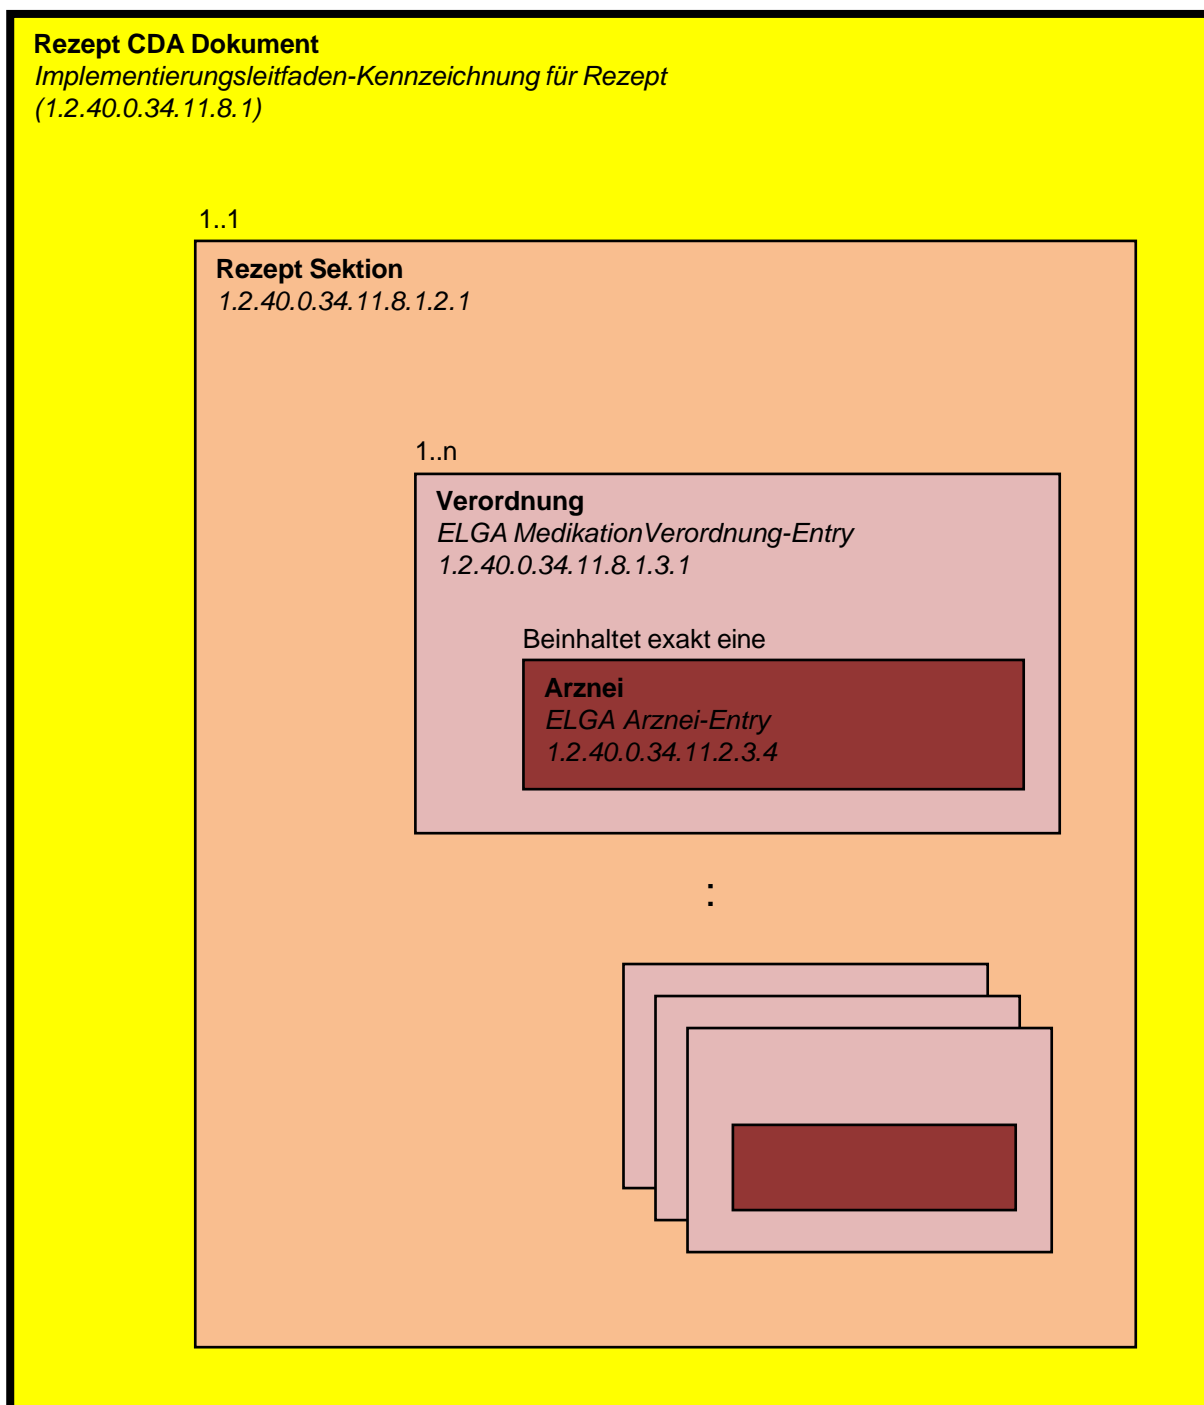 Rezept CDA Dokument
Implementierungsleitfaden-Kennzeichnung für Rezept
(1.2.40.0.34.11.8.1)
1..1
Rezept Sektion
1.2.40.0.34.11.8.1.2.1
1..n
Verordnung
ELGA MedikationVerordnung-Entry
1.2.40.0.34.11.8.1.3.1
Beinhaltet exakt eine
Arznei
ELGA Arznei-Entry
1.2.40.0.34.11.2.3.4
: